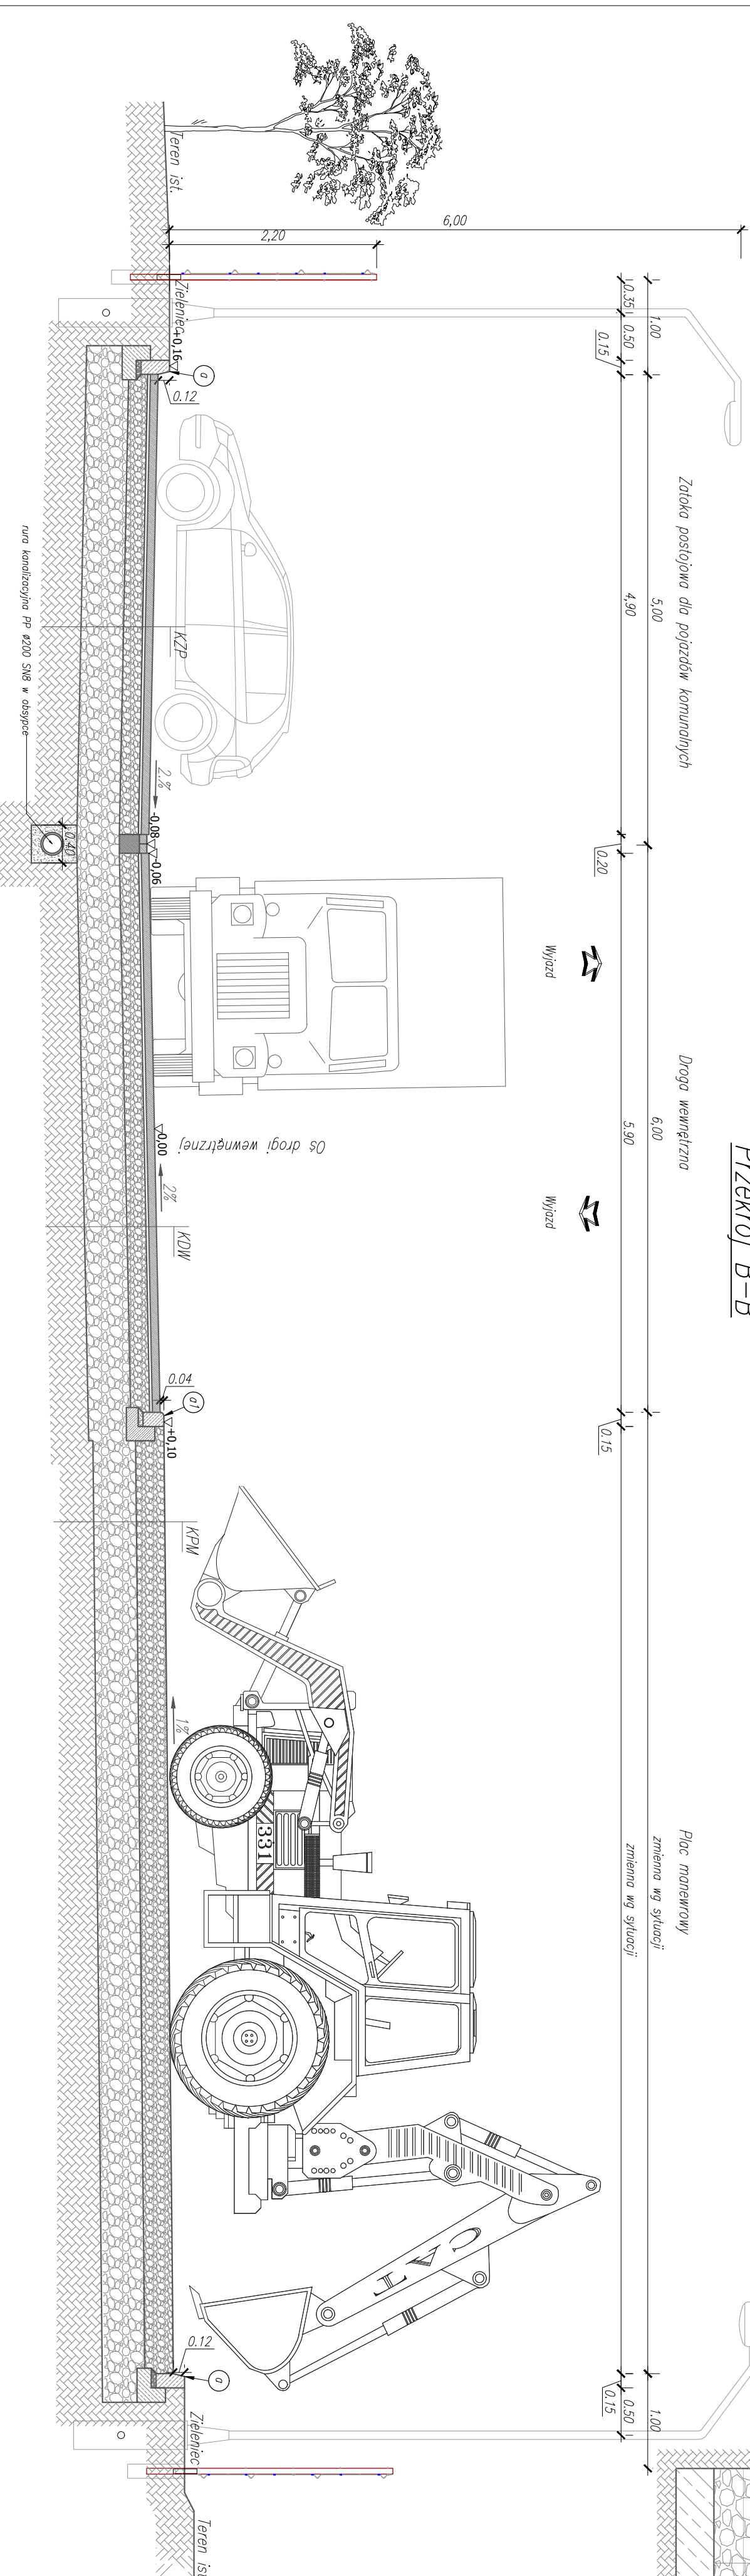 Przekrój B-B
Zatoka postojowa dla pojazdów komunalnych
Droga wewnętrzna
Plac manewrowy
1.00
5,00
6,00
zmienna wg sytuacji
1.00
0.35
0.50
0.15
4,90
0.20
5.90
0.15
zmienna wg sytuacji
0.15
0.50
Wyjazd
Wyjazd
6,00
2,20
Teren ist.
Zieleniec
+0,16
a
0.12
KZP
2%
-0,08
-0,06
0,00
Oś drogi wewnętrznej
2%
KDW
0.04
a1
+0,10
KPM
1%
331
CAT
0.12
a
Zieleniec
Teren ist
0.40
rura kanalizacyjna PP ø200 SN8 w obsypce